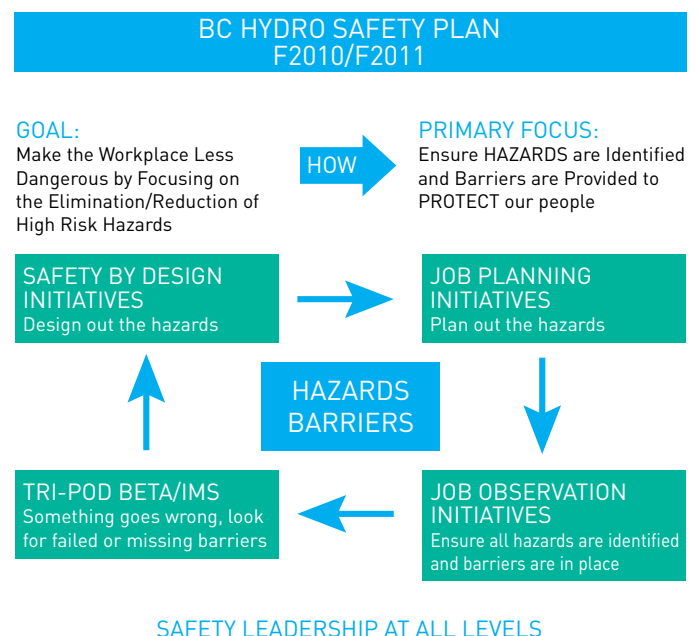 BC HYDRO SAFETY PLAN
F2010/F2011
GOAL:
Make the Workplace Less
Dangerous by Focusing on
the Elimination/Reduction of
High Risk Hazards
HOW
PRIMARY FOCUS:
Ensure HAZARDS are Identified
and Barriers are Provided to
PROTECT our people
SAFETY BY DESIGN
INITIATIVES
Design out the hazards
JOB PLANNING
INITIATIVES
Plan out the hazards
HAZARDS
BARRIERS
TRI-POD BETA/IMS
Something goes wrong, look
for failed or missing barriers
JOB OBSERVATION
INITIATIVES
Ensure all hazards are identified
and barriers are in place
SAFETY LEADERSHIP AT ALL LEVELS